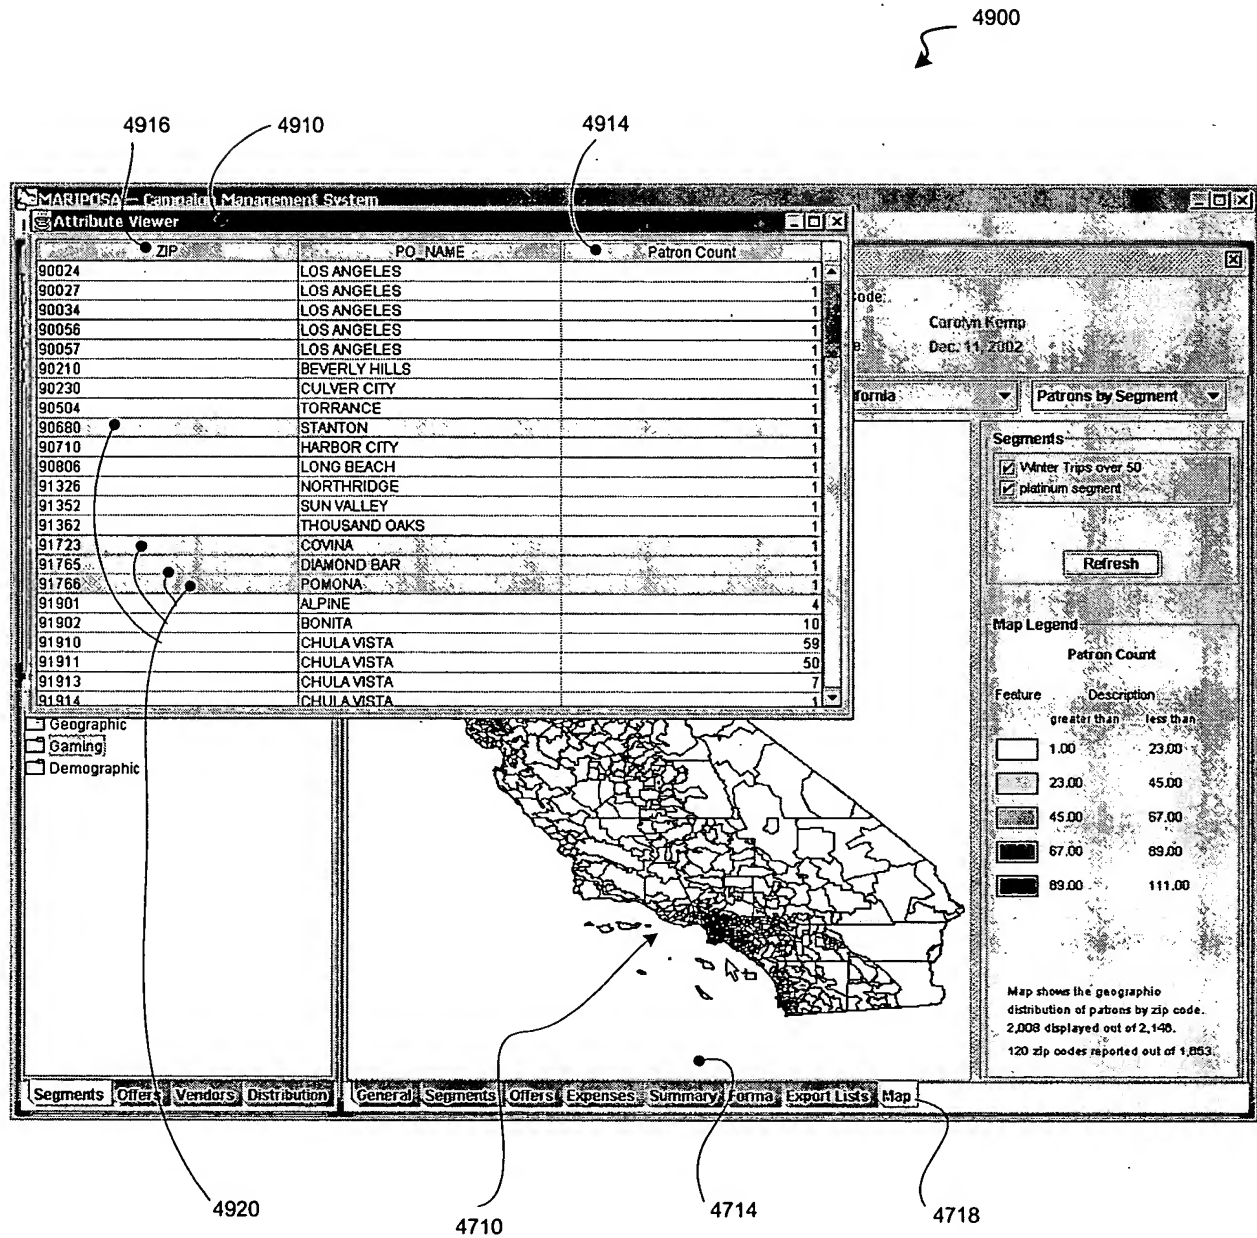 4900
4916
4910
4914
MARIPOSA – Campaign Management System
Attribute Viewer
ZIP PO_NAME Patron Count
90024 LOS ANGELES 1
90027 LOS ANGELES 1
90034 LOS ANGELES 1
90056 LOS ANGELES 1
90057 LOS ANGELES 1
90210 BEVERLY HILLS 1
90230 CULVER CITY 1
90504 TORRANCE 1
90680 STANTON 1
90710 HARBOR CITY 1
90806 LONG BEACH 1
91326 NORTHRIDGE 1
91352 SUN VALLEY 1
91362 THOUSAND OAKS 1
91723 COVINA 1
91765 DIAMOND BAR 1
91766 POMONA 1
91901 ALPINE 4
91902 BONITA 10
91910 CHULA VISTA 59
91911 CHULA VISTA 50
91913 CHULA VISTA 7
91914 CHULA VISTA 1
ode:
Carolyn Kemp
Dec. 11, 2002
fornia
Patrons by Segment
Segments
Winter Trips over 50
platinum segment
Refresh
Map Legend
Patron Count
Feature Description
greater than less than
1.00 23.00
23.00 45.00
45.00 67.00
67.00 89.00
89.00 111.00
Map shows the geographic
distribution of patrons by zip code.
2,003 displayed out of 2,146.
120 zip codes reported out of 1,853.
Geographic
Gaming
Demographic
Segments Offers Vendors Distribution
General Segments Offers Expenses Summary Forma Export Lists Map
4920
4710
4714
4718